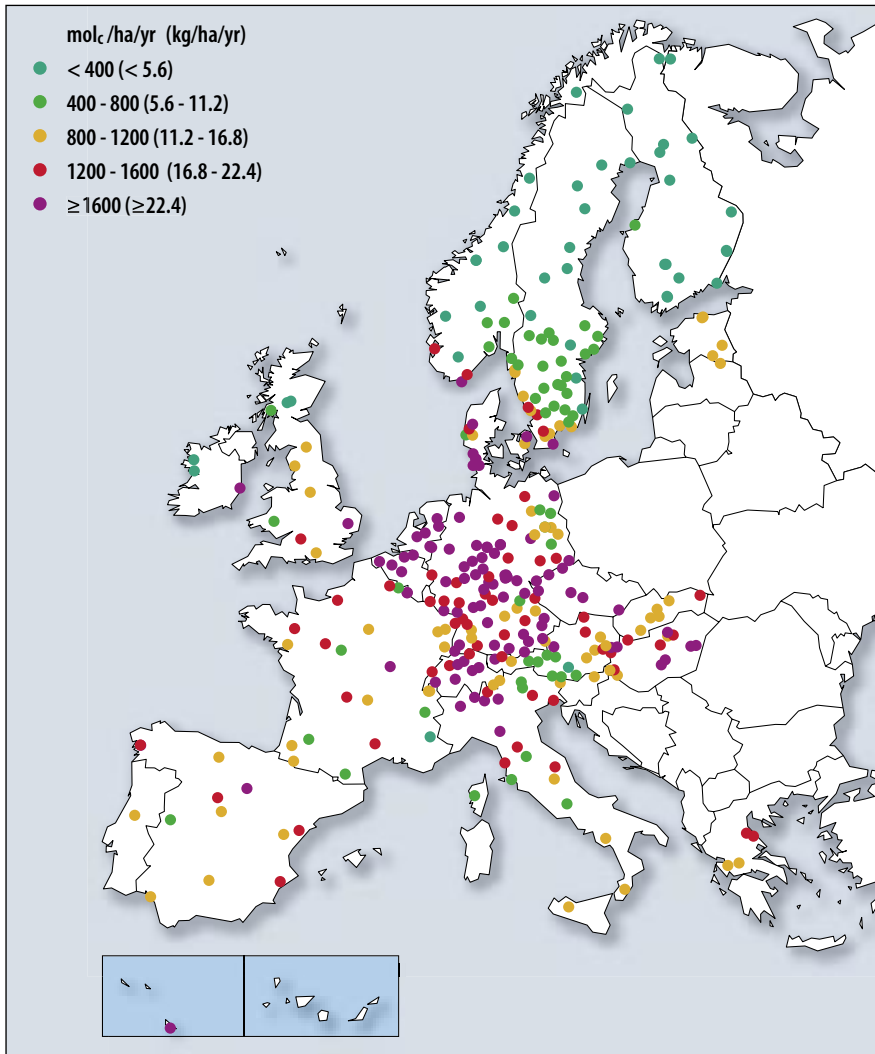 mol_c /ha/yr (kg/ha/yr)
< 400 (< 5.6)
400 - 800 (5.6 - 11.2)
800 - 1200 (11.2 - 16.8)
1200 - 1600 (16.8 - 22.4)
≥ 1600 (≥22.4)